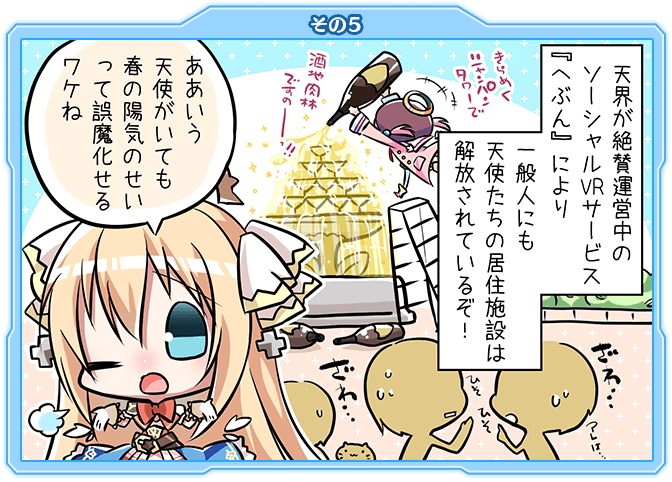 その5
天界が絶賛運営中の
ソーシャルVRサービス
『へぶん』により
一般人にも
天使たちの居住施設は
解放されているぞ！
きらめく
シャンパン
タワーで
酒池肉林
ですのー！！
ああいう
天使がいても
春の陽気のせい
って誤魔化せる
ワケね
ざわ…
ざわ…
ひそ
ひそ
アレは…